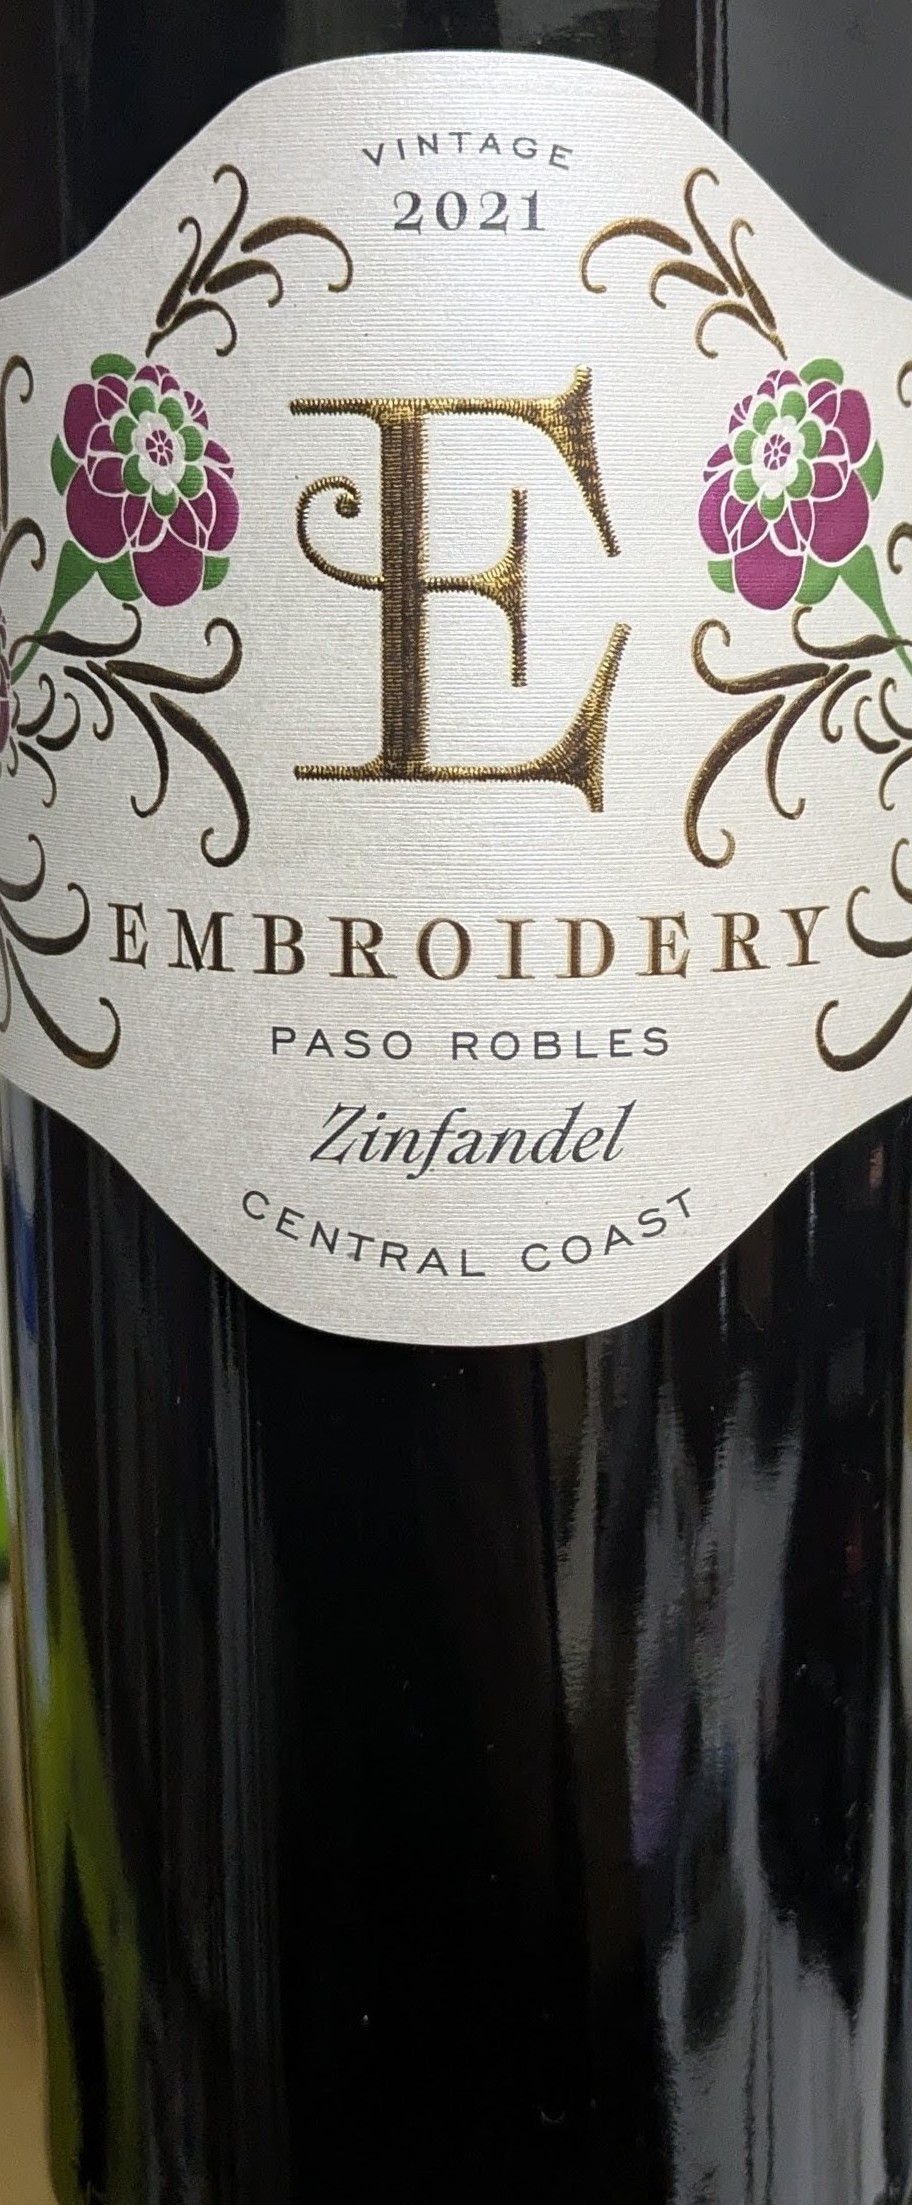 VINTAGE
2021
E
EMBROIDERY
PASO ROBLES
Zinfandel
CENTRAL COAST